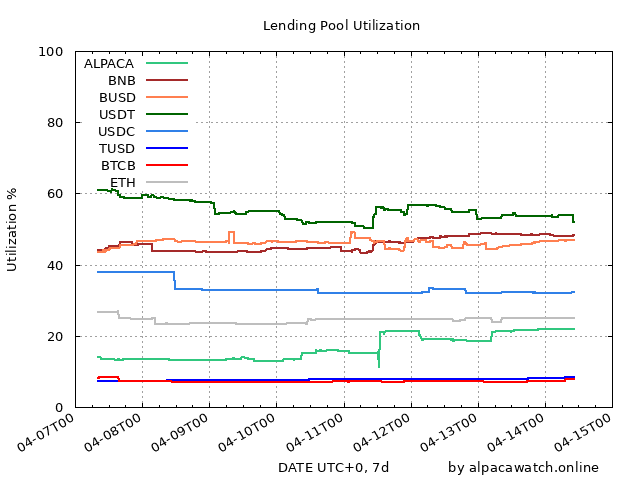 Lending Pool Utilization
100
80
60
40
20
0
Utilization %
ALPACA
BNB
BUSD
USDT
USDC
TUSD
BTCB
ETH
04-07T00
04-08T00
04-09T00
04-10T00
04-11T00
04-12T00
04-13T00
04-14T00
04-15T00
DATE UTC+0, 7d
by alpacawatch.online